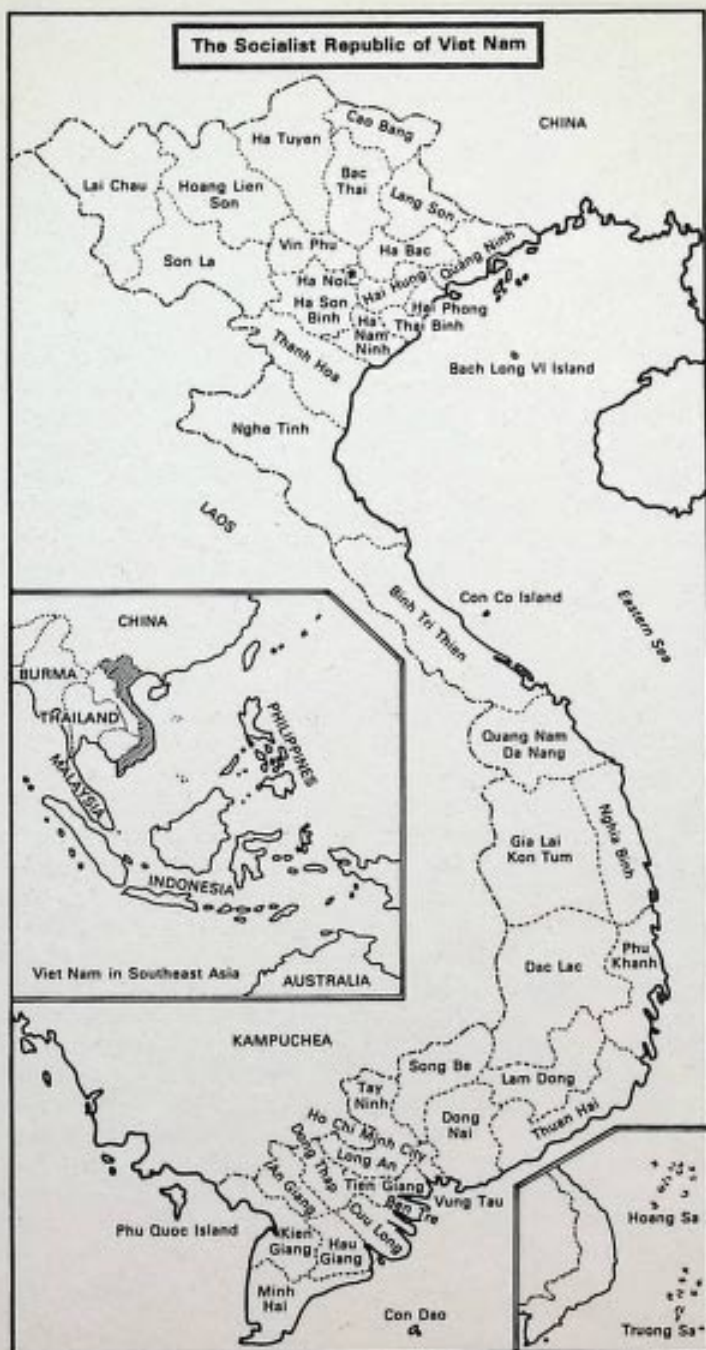 The Socialist Republic of Viet Nam
CHINA
Cao Bang
Ha Tuyen
Lai Chau
Hoang Lien
Son
Bac
Thai
Lang Son
Son La
Vin Phu
Ha Bac
Quang Ninh
Ha Noi
Hai Hung
Ha Son
Binh
Hai Phong
Thai Binh
Ha
Nam
Ninh
Thanh Hoa
Bach Long Vi Island
Nghe Tinh
LAOS
Binh Tri Thien
Con Co Island
Eastern Sea
CHINA
BURMA
THAILAND
PHILIPPINES
MALAYSIA
INDONESIA
Viet Nam in Southeast Asia
AUSTRALIA
Quang Nam
Da Nang
Gia Lai
Kon Tum
Nghia Binh
Dac Lac
Phu
Khanh
KAMPUCHEA
Song Be
Lam Dong
Tay
Ninh
Dong
Nai
Thuan Hai
Ho Chi Minh City
Dong Thap
Long An
An Giang
Tien Giang
Ben Tre
Vung Tau
Cuu Long
Phu Quoc Island
Kien
Giang
Hau
Giang
Minh
Hai
Con Dao
Hoang Sa
Truong Sa